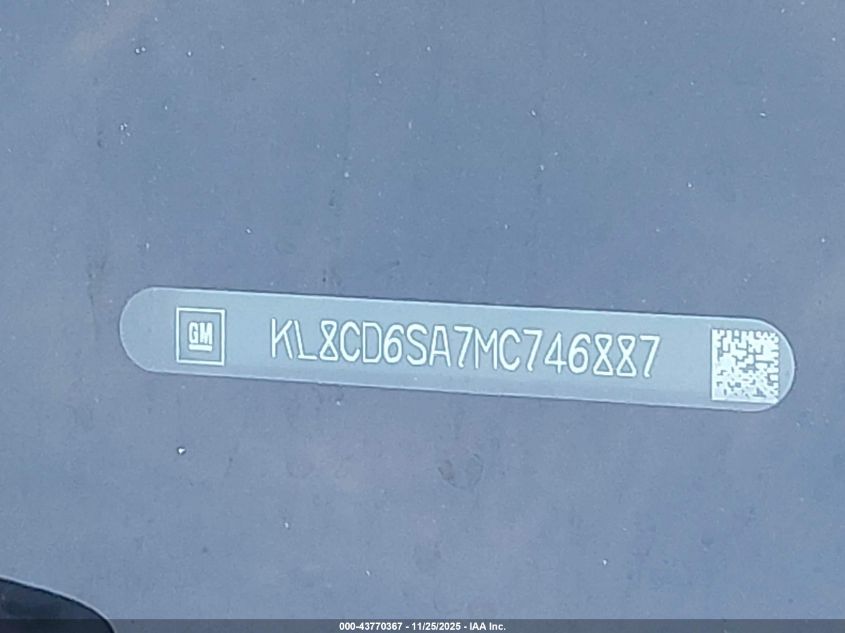 GM KL8CD6SA7MC746887
000-43770367 - 11/25/2025 - IAA Inc.